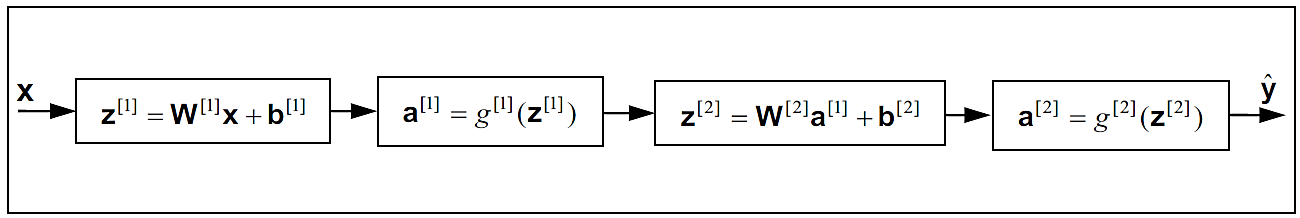 x
z[1] = W[1]x + b[1]
a[1] = g[1](z[1])
z[2] = W[2]a[1] + b[2]
a[2] = g[2](z[2])
ŷ